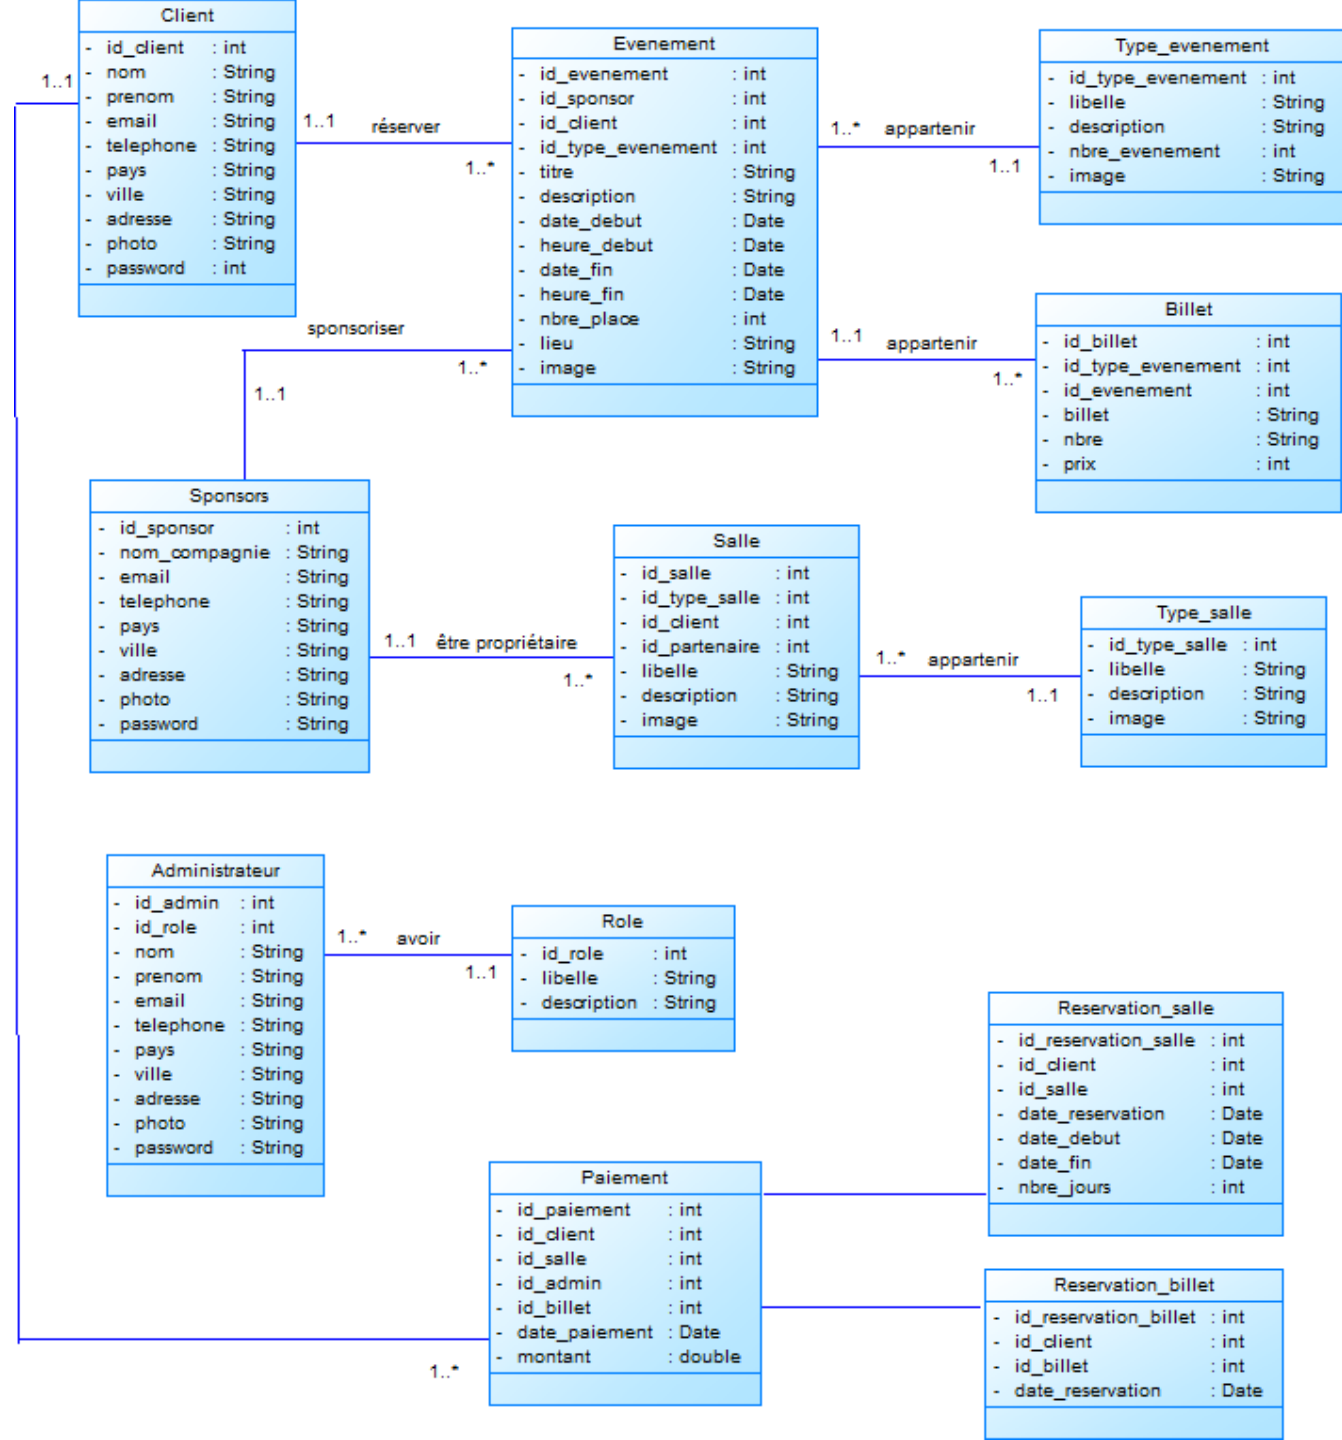 Client
- id_client : int
- nom : String
- prenom : String
- email : String
- telephone : String
- pays : String
- ville : String
- adresse : String
- photo : String
- password : int
1..1
1..1
réserver
1..*
Evenement
- id_evenement : int
- id_sponsor : int
- id_client : int
- id_type_evenement : int
- titre : String
- description : String
- date_debut : Date
- heure_debut : Date
- date_fin : Date
- heure_fin : Date
- nbre_place : int
- lieu : String
- image : String
1..*
appartenir
1..1
Type_evenement
- id_type_evenement : int
- libelle : String
- description : String
- nbre_evenement : int
- image : String
sponsoriser
1..*
1..1
1..1
appartenir
1..*
Billet
- id_billet : int
- id_type_evenement : int
- id_evenement : int
- billet : String
- nbre : String
- prix : int
Sponsors
- id_sponsor : int
- nom_compagnie : String
- email : String
- telephone : String
- pays : String
- ville : String
- adresse : String
- photo : String
- password : String
1..1
être propriétaire
1..*
Salle
- id_salle : int
- id_type_salle : int
- id_client : int
- id_partenaire : int
- libelle : String
- description : String
- image : String
1..*
appartenir
1..1
Type_salle
- id_type_salle : int
- libelle : String
- description : String
- image : String
Administrateur
- id_admin : int
- id_role : int
- nom : String
- prenom : String
- email : String
- telephone : String
- pays : String
- ville : String
- adresse : String
- photo : String
- password : String
1..*
avoir
1..1
Role
- id_role : int
- libelle : String
- description : String
Reservation_salle
- id_reservation_salle : int
- id_client : int
- id_salle : int
- date_reservation : Date
- date_debut : Date
- date_fin : Date
- nbre_jours : int
Paiement
- id_paiement : int
- id_client : int
- id_salle : int
- id_admin : int
- id_billet : int
- date_paiement : Date
- montant : double
1..*
Reservation_billet
- id_reservation_billet : int
- id_client : int
- id_billet : int
- date_reservation : Date